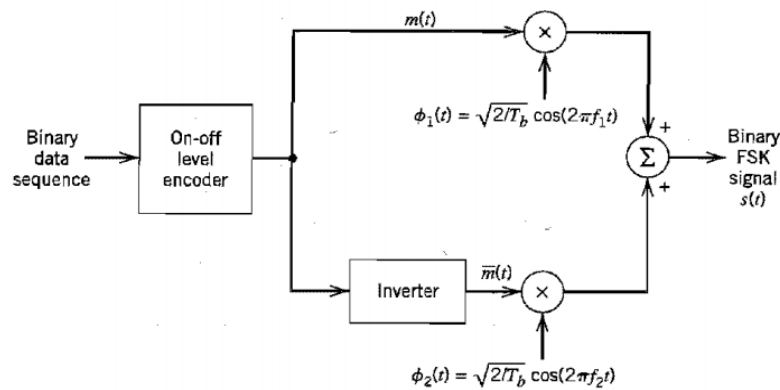 m(t)
×
ϕ₁(t) = √2/T_b cos(2πf₁t)
Binary
data
sequence
On-off
level
encoder
+
Σ
+
Binary
FSK
signal
s(t)
Inverter
m̅(t)
×
ϕ₂(t) = √2/T_b cos(2πf₂t)